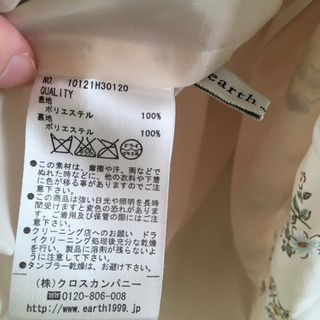 earth
NO. 10121H30120
QUALITY
表地
ポリエステル 100%
裏地
ポリエステル 100%
ドライ
●この素材は、摩擦や汗、雨などで
ぬれた時などに、他の衣料や下着
に色が移る事がありますのでご注
意下さい。
●この商品は強い日光や照明を長時
間受けますと変色の恐れがありま
す。ご着用及び保管の際にはご注
意下さい。
●クリーニング店へのお願い ドラ
イクリーニング処理後充分な乾燥
を行い、製品に溶剤が残らない
ように注意して下さい。
●タンブラー乾燥は、お避け下さい。
(株)クロスカンパニー
0120-806-008
http://www.earth1999.jp